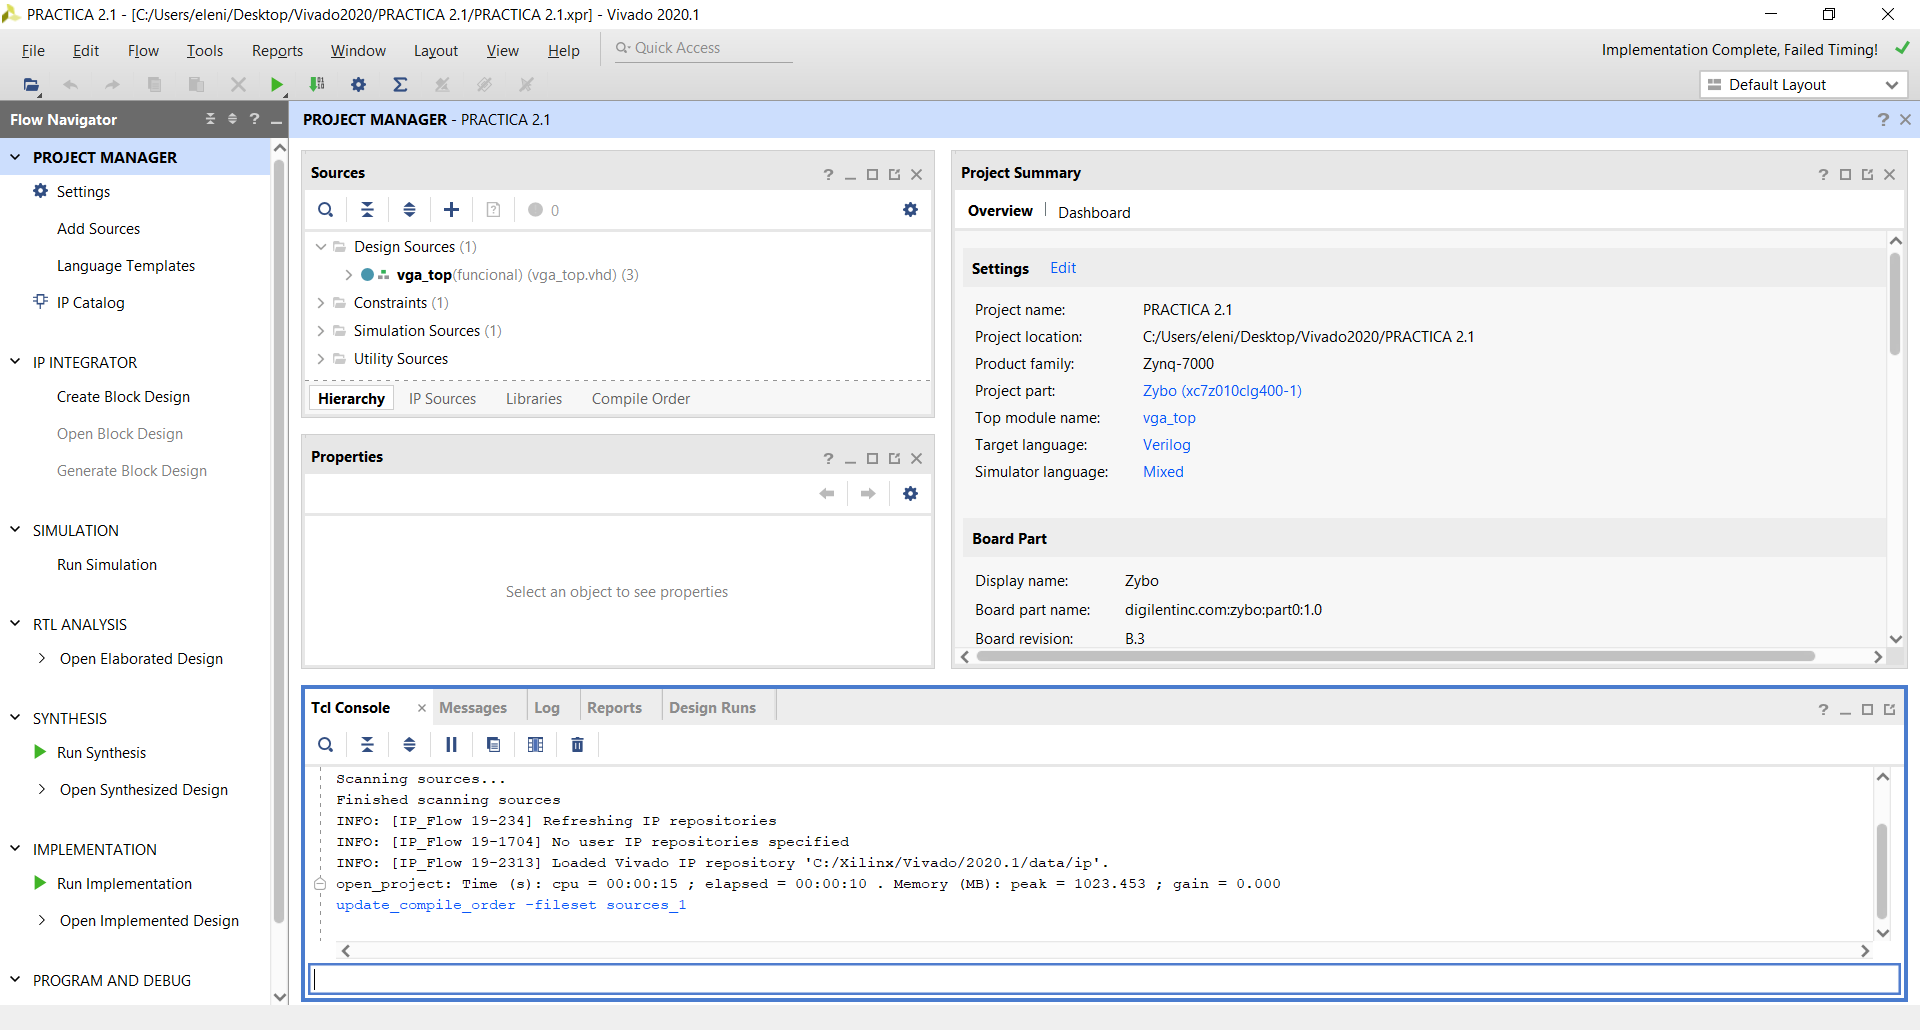 PRACTICA 2.1 - [C:/Users/eleni/Desktop/Vivado2020/PRACTICA 2.1/PRACTICA 2.1.xpr] - Vivado 2020.1
File Edit Flow Tools Reports Window Layout View Help Quick Access
Implementation Complete, Failed Timing!
Default Layout
Flow Navigator
PROJECT MANAGER
Settings
Add Sources
Language Templates
IP Catalog
IP INTEGRATOR
Create Block Design
Open Block Design
Generate Block Design
SIMULATION
Run Simulation
RTL ANALYSIS
Open Elaborated Design
SYNTHESIS
Run Synthesis
Open Synthesized Design
IMPLEMENTATION
Run Implementation
Open Implemented Design
PROGRAM AND DEBUG
PROJECT MANAGER - PRACTICA 2.1
Sources
0
Design Sources (1)
vga_top(funcional) (vga_top.vhd) (3)
Constraints (1)
Simulation Sources (1)
Utility Sources
Hierarchy IP Sources Libraries Compile Order
Properties
Select an object to see properties
Project Summary
Overview Dashboard
Settings Edit
Project name: PRACTICA 2.1
Project location: C:/Users/eleni/Desktop/Vivado2020/PRACTICA 2.1
Product family: Zynq-7000
Project part: Zybo (xc7z010clg400-1)
Top module name: vga_top
Target language: Verilog
Simulator language: Mixed
Board Part
Display name: Zybo
Board part name: digilentinc.com:zybo:part0:1.0
Board revision: B.3
Tcl Console Messages Log Reports Design Runs
Scanning sources...
Finished scanning sources
INFO: [IP_Flow 19-234] Refreshing IP repositories
INFO: [IP_Flow 19-1704] No user IP repositories specified
INFO: [IP_Flow 19-2313] Loaded Vivado IP repository 'C:/Xilinx/Vivado/2020.1/data/ip'.
open_project: Time (s): cpu = 00:00:15 ; elapsed = 00:00:10 . Memory (MB): peak = 1023.453 ; gain = 0.000
update_compile_order -fileset sources_1